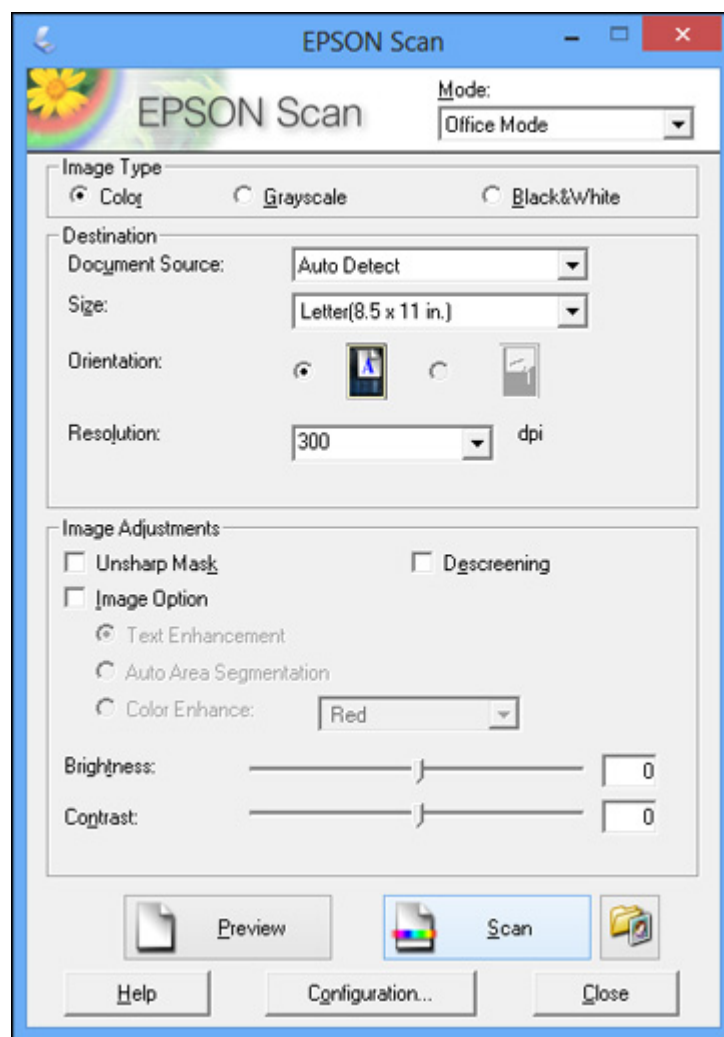 EPSON Scan
EPSON Scan
Mode:
Office Mode
Image Type
Color Grayscale Black&White
Destination
Document Source: Auto Detect
Size: Letter(8.5 x 11 in.)
Orientation: A
Resolution: 300 dpi
Image Adjustments
Unsharp Mask Descreening
Image Option
Text Enhancement
Auto Area Segmentation
Color Enhance: Red
Brightness: 0
Contrast: 0
Preview Scan
Help Configuration... Close